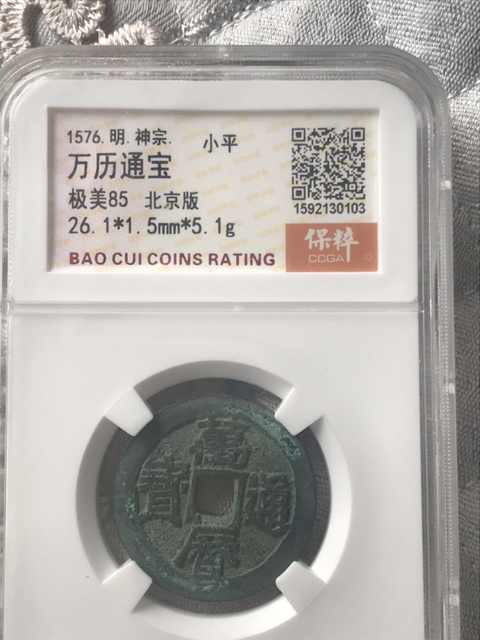 1576.明.神宗. 小平
万历通宝
极美85 北京版
26.1*1.5mm*5.1g
BAO CUI COINS RATING
1592130103
保粹
CCGA
萬
寶 通
曆